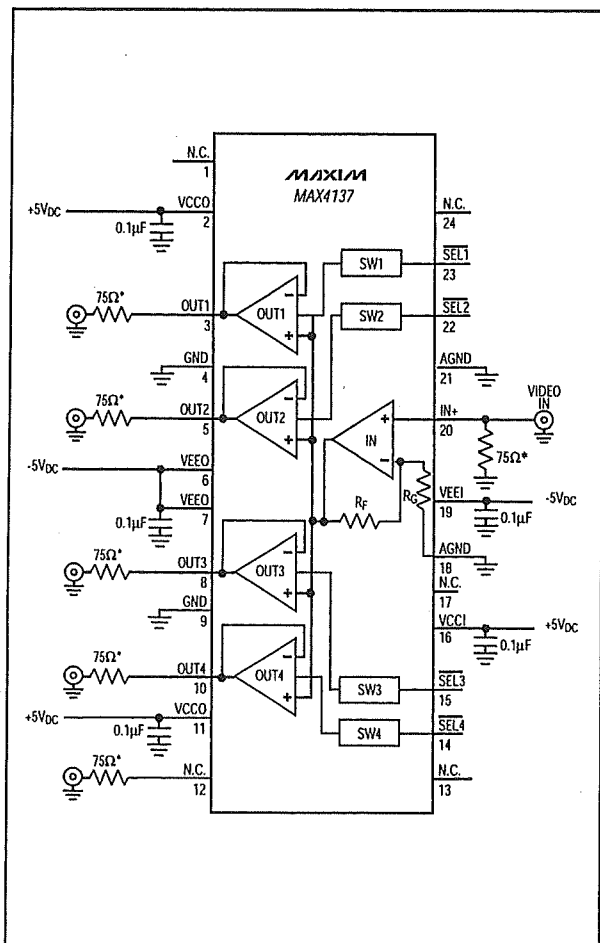 MAXIM
MAX4137
N.C.
1
+5VDC
VCCO
2
0.1µF
75Ω*
OUT1
3
GND
4
75Ω*
OUT2
5
-5VDC
VEEO
6
VEEO
7
0.1µF
75Ω*
OUT3
8
GND
9
75Ω*
OUT4
10
+5VDC
VCCO
11
0.1µF
75Ω*
N.C.
12
OUT1
-
+
OUT2
-
+
OUT3
-
+
OUT4
-
+
SW1
SW2
IN
+
-
RF
RG
SW3
SW4
N.C.
24
SEL1
23
SEL2
22
AGND
21
VIDEO
IN
IN+
20
75Ω*
VEEI
19
-5VDC
0.1µF
AGND
18
N.C.
17
VCCI
16
+5VDC
0.1µF
SEL3
15
SEL4
14
N.C.
13